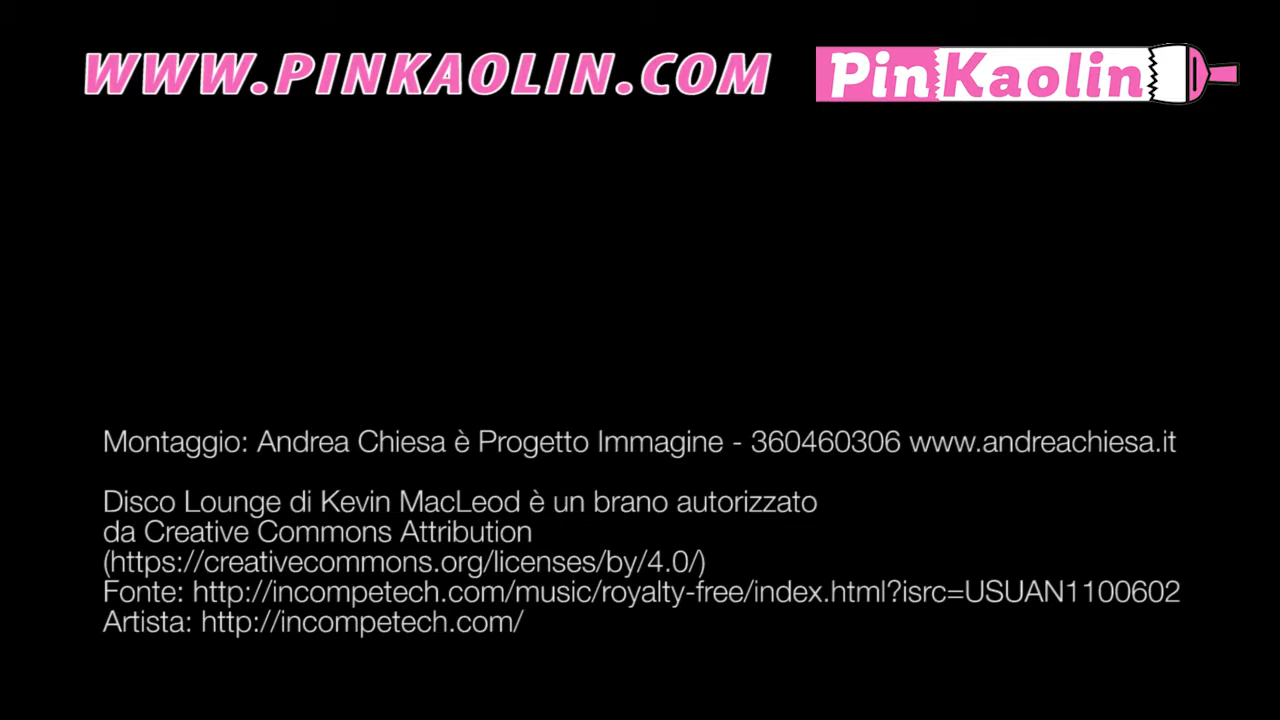 WWW.PINKAOLIN.COM
PinKaolin
Montaggio: Andrea Chiesa è Progetto Immagine - 360460306 www.andreachiesa.it
Disco Lounge di Kevin MacLeod è un brano autorizzato
da Creative Commons Attribution
(https://creativecommons.org/licenses/by/4.0/)
Fonte: http://incompetech.com/music/royalty-free/index.html?isrc=USUAN1100602
Artista: http://incompetech.com/